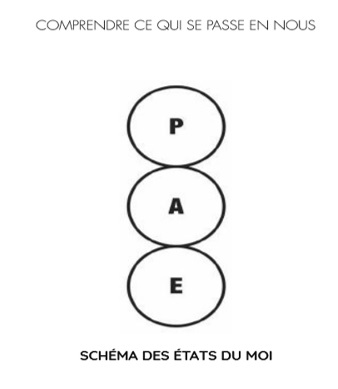 COMPRENDRE CE QUI SE PASSE EN NOUS
P
A
E
SCHÉMA DES ÉTATS DU MOI